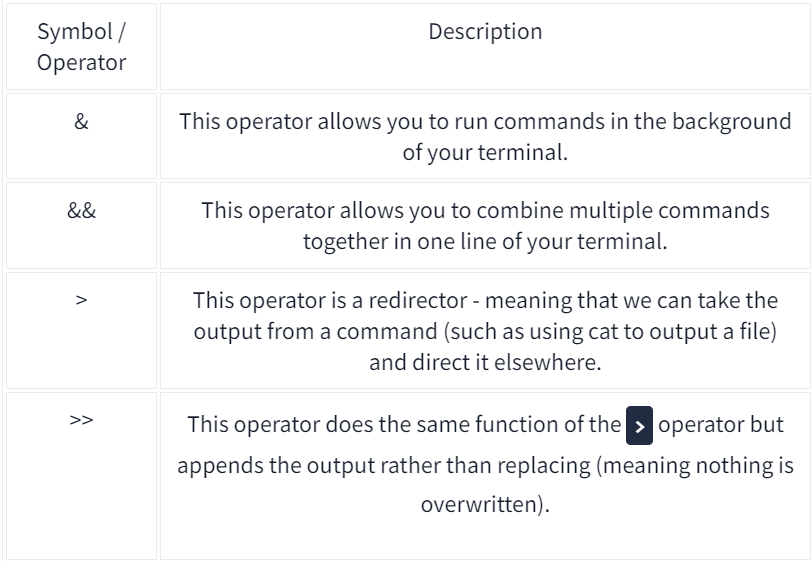 Symbol /
Operator
Description
&
This operator allows you to run commands in the background
of your terminal.
&&
This operator allows you to combine multiple commands
together in one line of your terminal.
>
This operator is a redirector - meaning that we can take the
output from a command (such as using cat to output a file)
and direct it elsewhere.
>>
This operator does the same function of the > operator but
appends the output rather than replacing (meaning nothing is
overwritten).